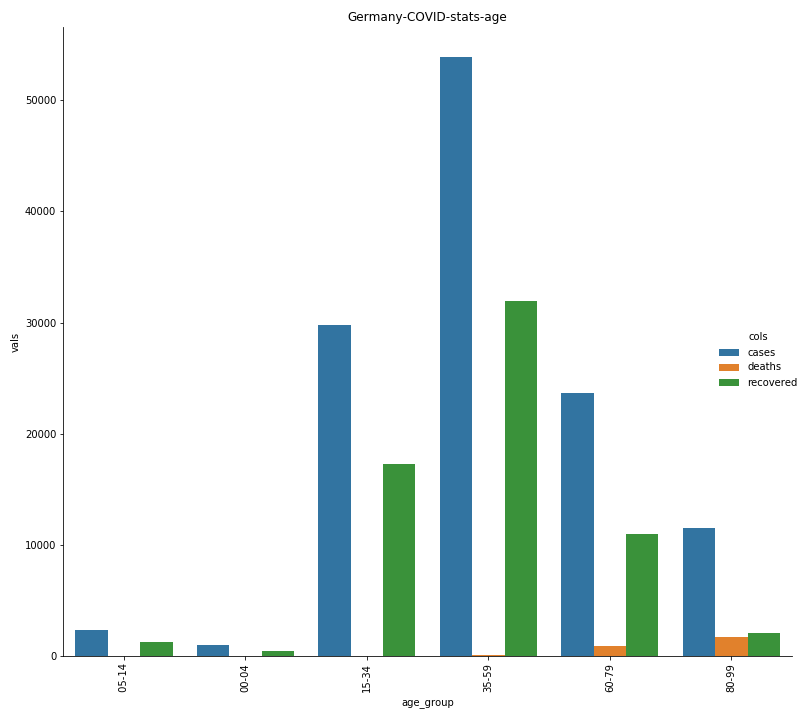 Germany-COVID-stats-age
50000
40000
30000
20000
10000
0
vals
cols
cases
deaths
recovered
05-14
00-04
15-34
35-59
60-79
80-99
age_group